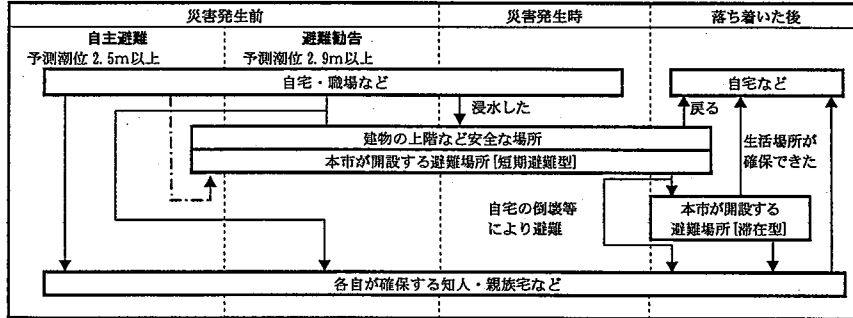 災害発生前
災害発生時
落ち着いた後
自主避難
予測潮位2.5m以上
避難勧告
予測潮位2.9m以上
自宅・職場など
自宅など
浸水した
戻る
建物の上階など安全な場所
本市が開設する避難場所[短期避難型]
生活場所が
確保できた
自宅の倒壊等
により避難
本市が開設する
避難場所[滞在型]
各自が確保する知人・親族宅など